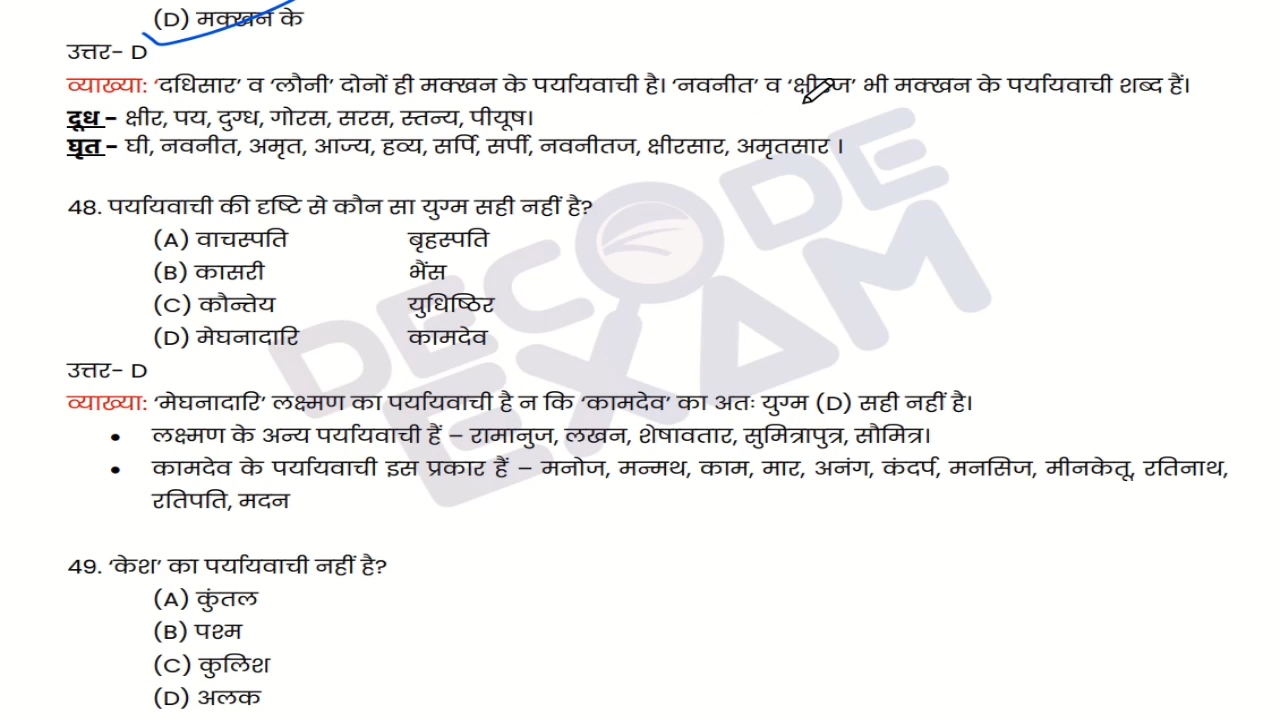 (D) मक्खन के
उत्तर- D
व्याख्या: 'दधिसार' व 'लौनी' दोनों ही मक्खन के पर्यायवाची है। 'नवनीत' व 'क्षीरज' भी मक्खन के पर्यायवाची शब्द हैं।
दूध - क्षीर, पय, दुग्ध, गोरस, सरस, स्तन्य, पीयूष।
घृत - घी, नवनीत, अमृत, आज्य, हव्य, सर्पि, सर्पी, नवनीतज, क्षीरसार, अमृतसार ।
48. पर्यायवाची की दृष्टि से कौन सा युग्म सही नहीं है?
(A) वाचस्पति बृहस्पति
(B) कासरी भैंस
(C) कौन्तेय युधिष्ठिर
(D) मेघनादारि कामदेव
उत्तर- D
व्याख्या: 'मेघनादारि' लक्ष्मण का पर्यायवाची है न कि 'कामदेव' का अतः युग्म (D) सही नहीं है।
• लक्ष्मण के अन्य पर्यायवाची हैं – रामानुज, लखन, शेषावतार, सुमित्रापुत्र, सौमित्र।
• कामदेव के पर्यायवाची इस प्रकार हैं – मनोज, मन्मथ, काम, मार, अनंग, कंदर्प, मनसिज, मीनकेतू, रतिनाथ,
रतिपति, मदन
49. 'केश' का पर्यायवाची नहीं है?
(A) कुंतल
(B) पश्म
(C) कुलिश
(D) अलक
DECODE
EXAM